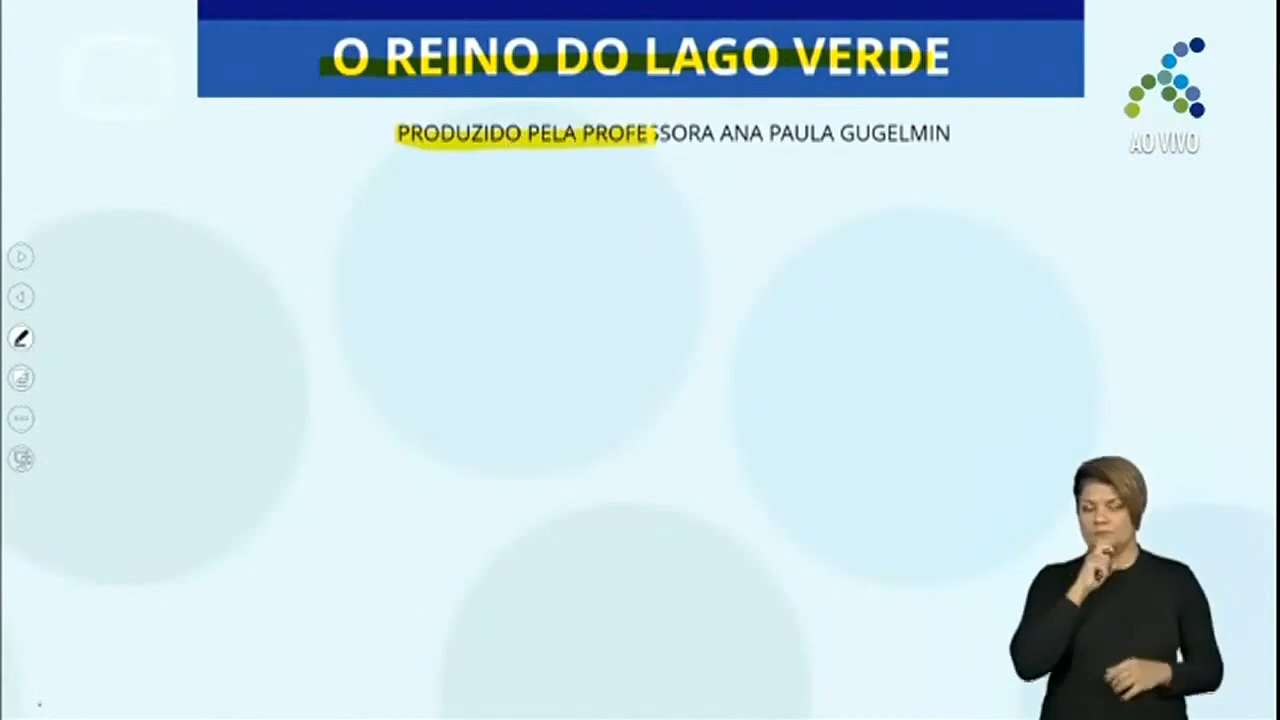 O REINO DO LAGO VERDE
PRODUZIDO PELA PROFESSORA ANA PAULA GUGELMIN
AO VIVO